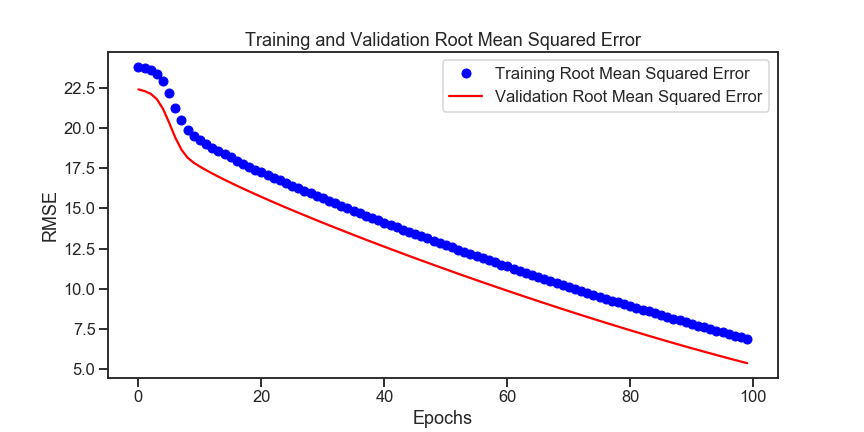 Training and Validation Root Mean Squared Error
Training Root Mean Squared Error
Validation Root Mean Squared Error
RMSE
22.5
20.0
17.5
15.0
12.5
10.0
7.5
5.0
0 20 40 60 80 100
Epochs